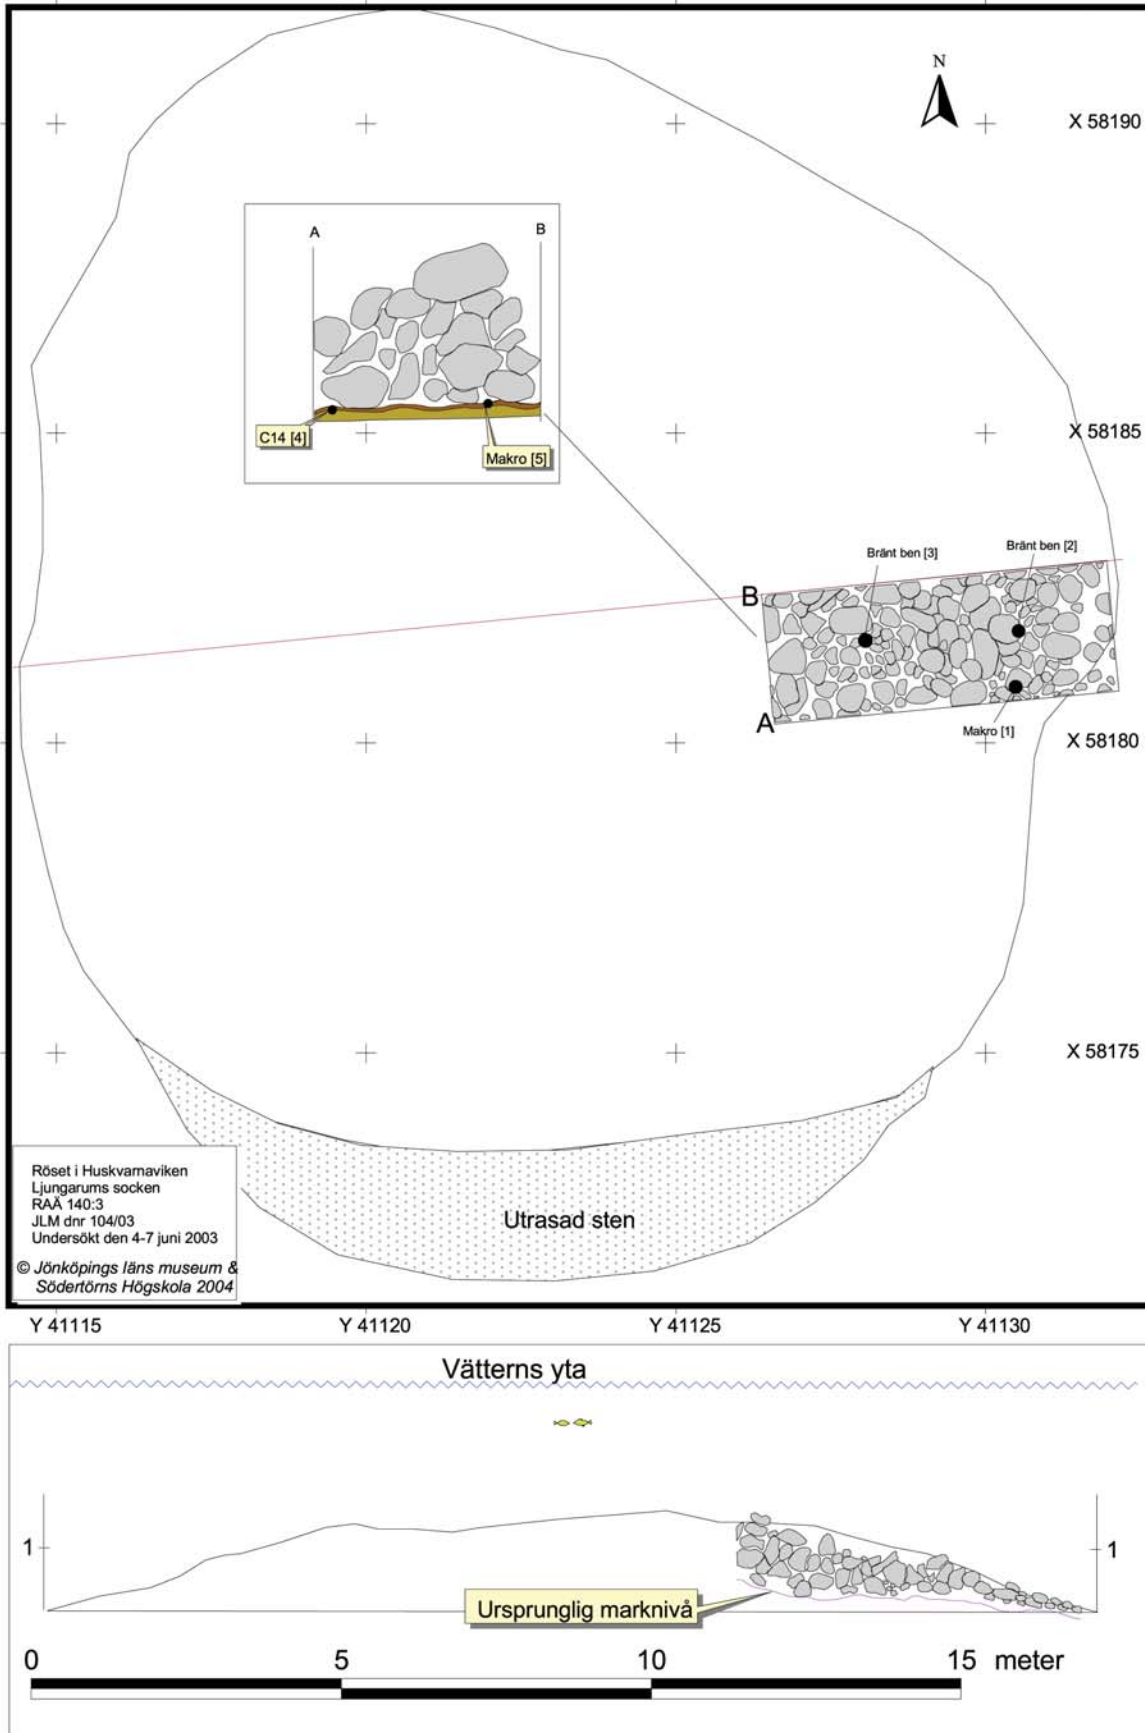 N
X 58190
A
B
X 58185
C14 [4]
Makro [5]
Bränt ben [3]
Bränt ben [2]
B
A
Makro [1]
X 58180
X 58175
Utrasad sten
Röset i Huskvarnaviken
Ljungarums socken
RAÄ 140:3
JLM dnr 104/03
Undersökt den 4-7 juni 2003
© Jönköpings läns museum &
Södertörns Högskola 2004
Y 41115
Y 41120
Y 41125
Y 41130
Vätterns yta
1
1
Ursprunglig marknivå
0
5
10
15 meter